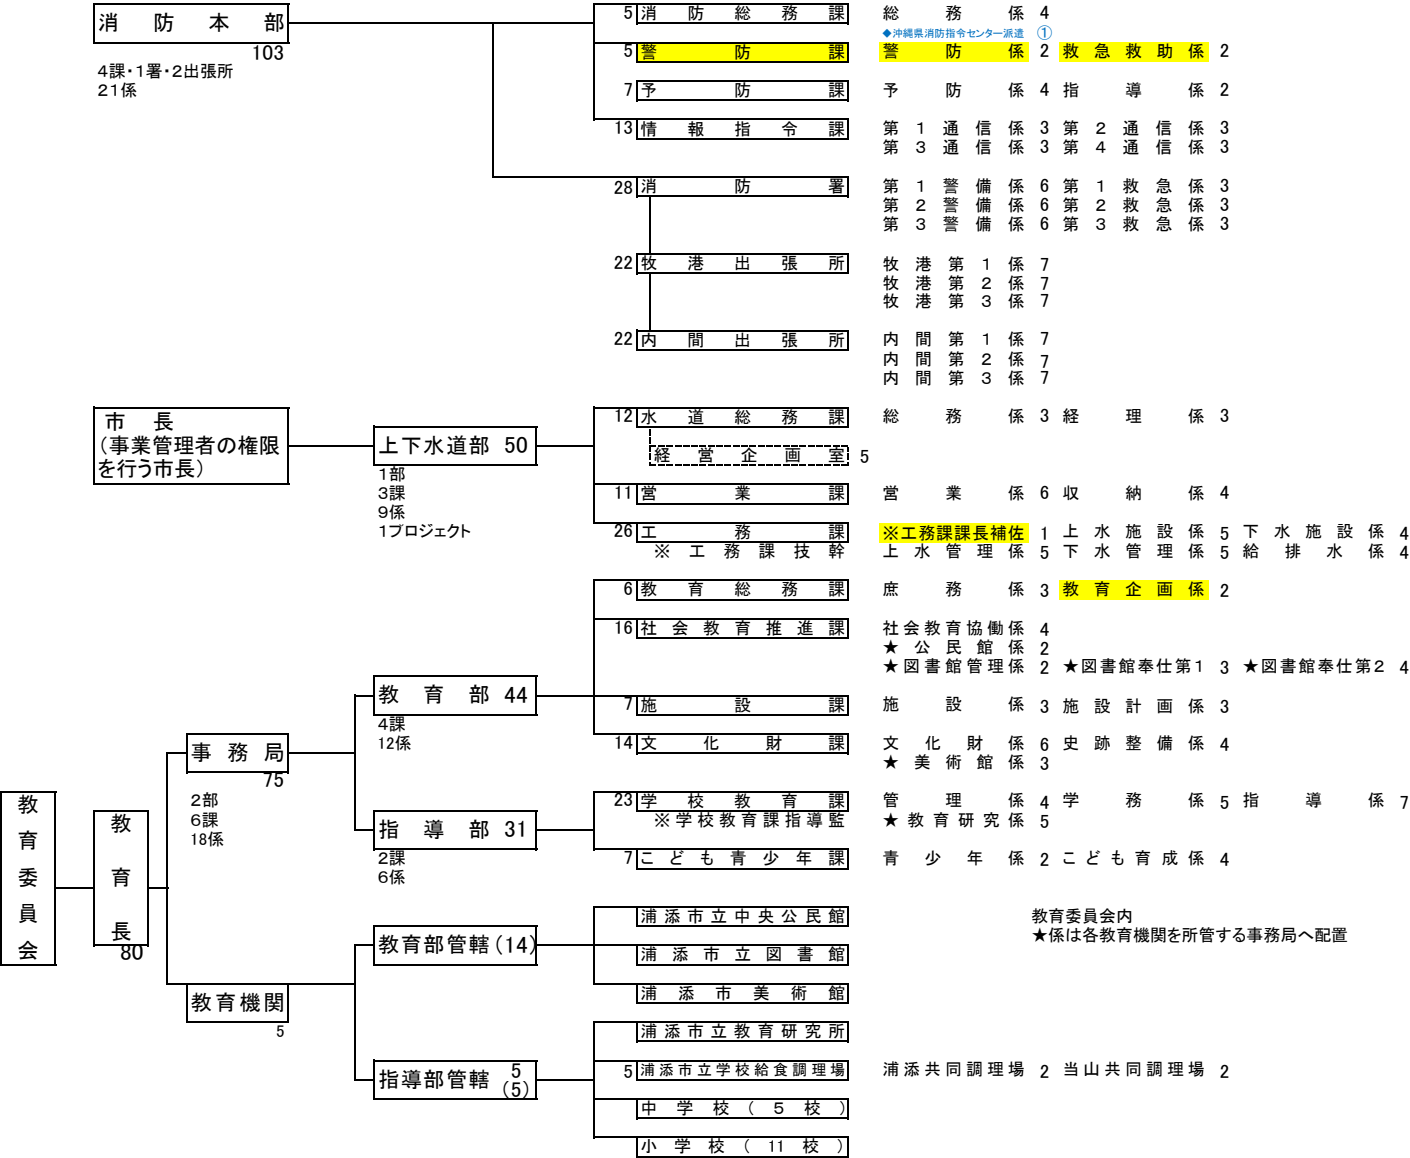 消防本部 103
4課・1署・2出張所
21係
5 消防総務課 総務係 4
◆沖縄県消防指令センター派遣 ①
5 警防課 警防係 2 救急救助係 2
7 予防課 予防係 4 指導係 2
13 情報指令課 第1通信係 3 第2通信係 3
第3通信係 3 第4通信係 3
28 消防署 第1警備係 6 第1救急係 3
第2警備係 6 第2救急係 3
第3警備係 6 第3救急係 3
22 牧港出張所 牧港第1係 7
牧港第2係 7
牧港第3係 7
22 内間出張所 内間第1係 7
内間第2係 7
内間第3係 7
市長
(事業管理者の権限
を行う市長)
上下水道部 50
1部
3課
9係
1プロジェクト
12 水道総務課 総務係 3 経理係 3
経営企画室 5
11 営業課 営業係 6 収納係 4
26 工務課 ※工務課課長補佐 1 上水施設係 5 下水施設係 4
※工務課技幹 上水管理係 5 下水管理係 5 給排水係 4
教育委員会
教育長 80
事務局 75
2部
6課
18係
教育部 44
4課
12係
6 教育総務課 庶務係 3 教育企画係 2
16 社会教育推進課 社会教育協働係 4
★公民館係 2
★図書館管理係 2 ★図書館奉仕第1 3 ★図書館奉仕第2 4
7 施設課 施設係 3 施設計画係 3
14 文化財課 文化財係 6 史跡整備係 4
★美術館係 3
指導部 31
2課
6係
23 学校教育課 管理係 4 学務係 5 指導係 7
※学校教育課指導監 ★教育研究係 5
7 こども青少年課 青少年係 2 こども育成係 4
教育機関
5
教育部管轄(14)
浦添市立中央公民館
浦添市立図書館
浦添市美術館
教育委員会内
★係は各教育機関を所管する事務局へ配置
指導部管轄 5
(5)
浦添市立教育研究所
5 浦添市立学校給食調理場 浦添共同調理場 2 当山共同調理場 2
中学校(5校)
小学校(11校)